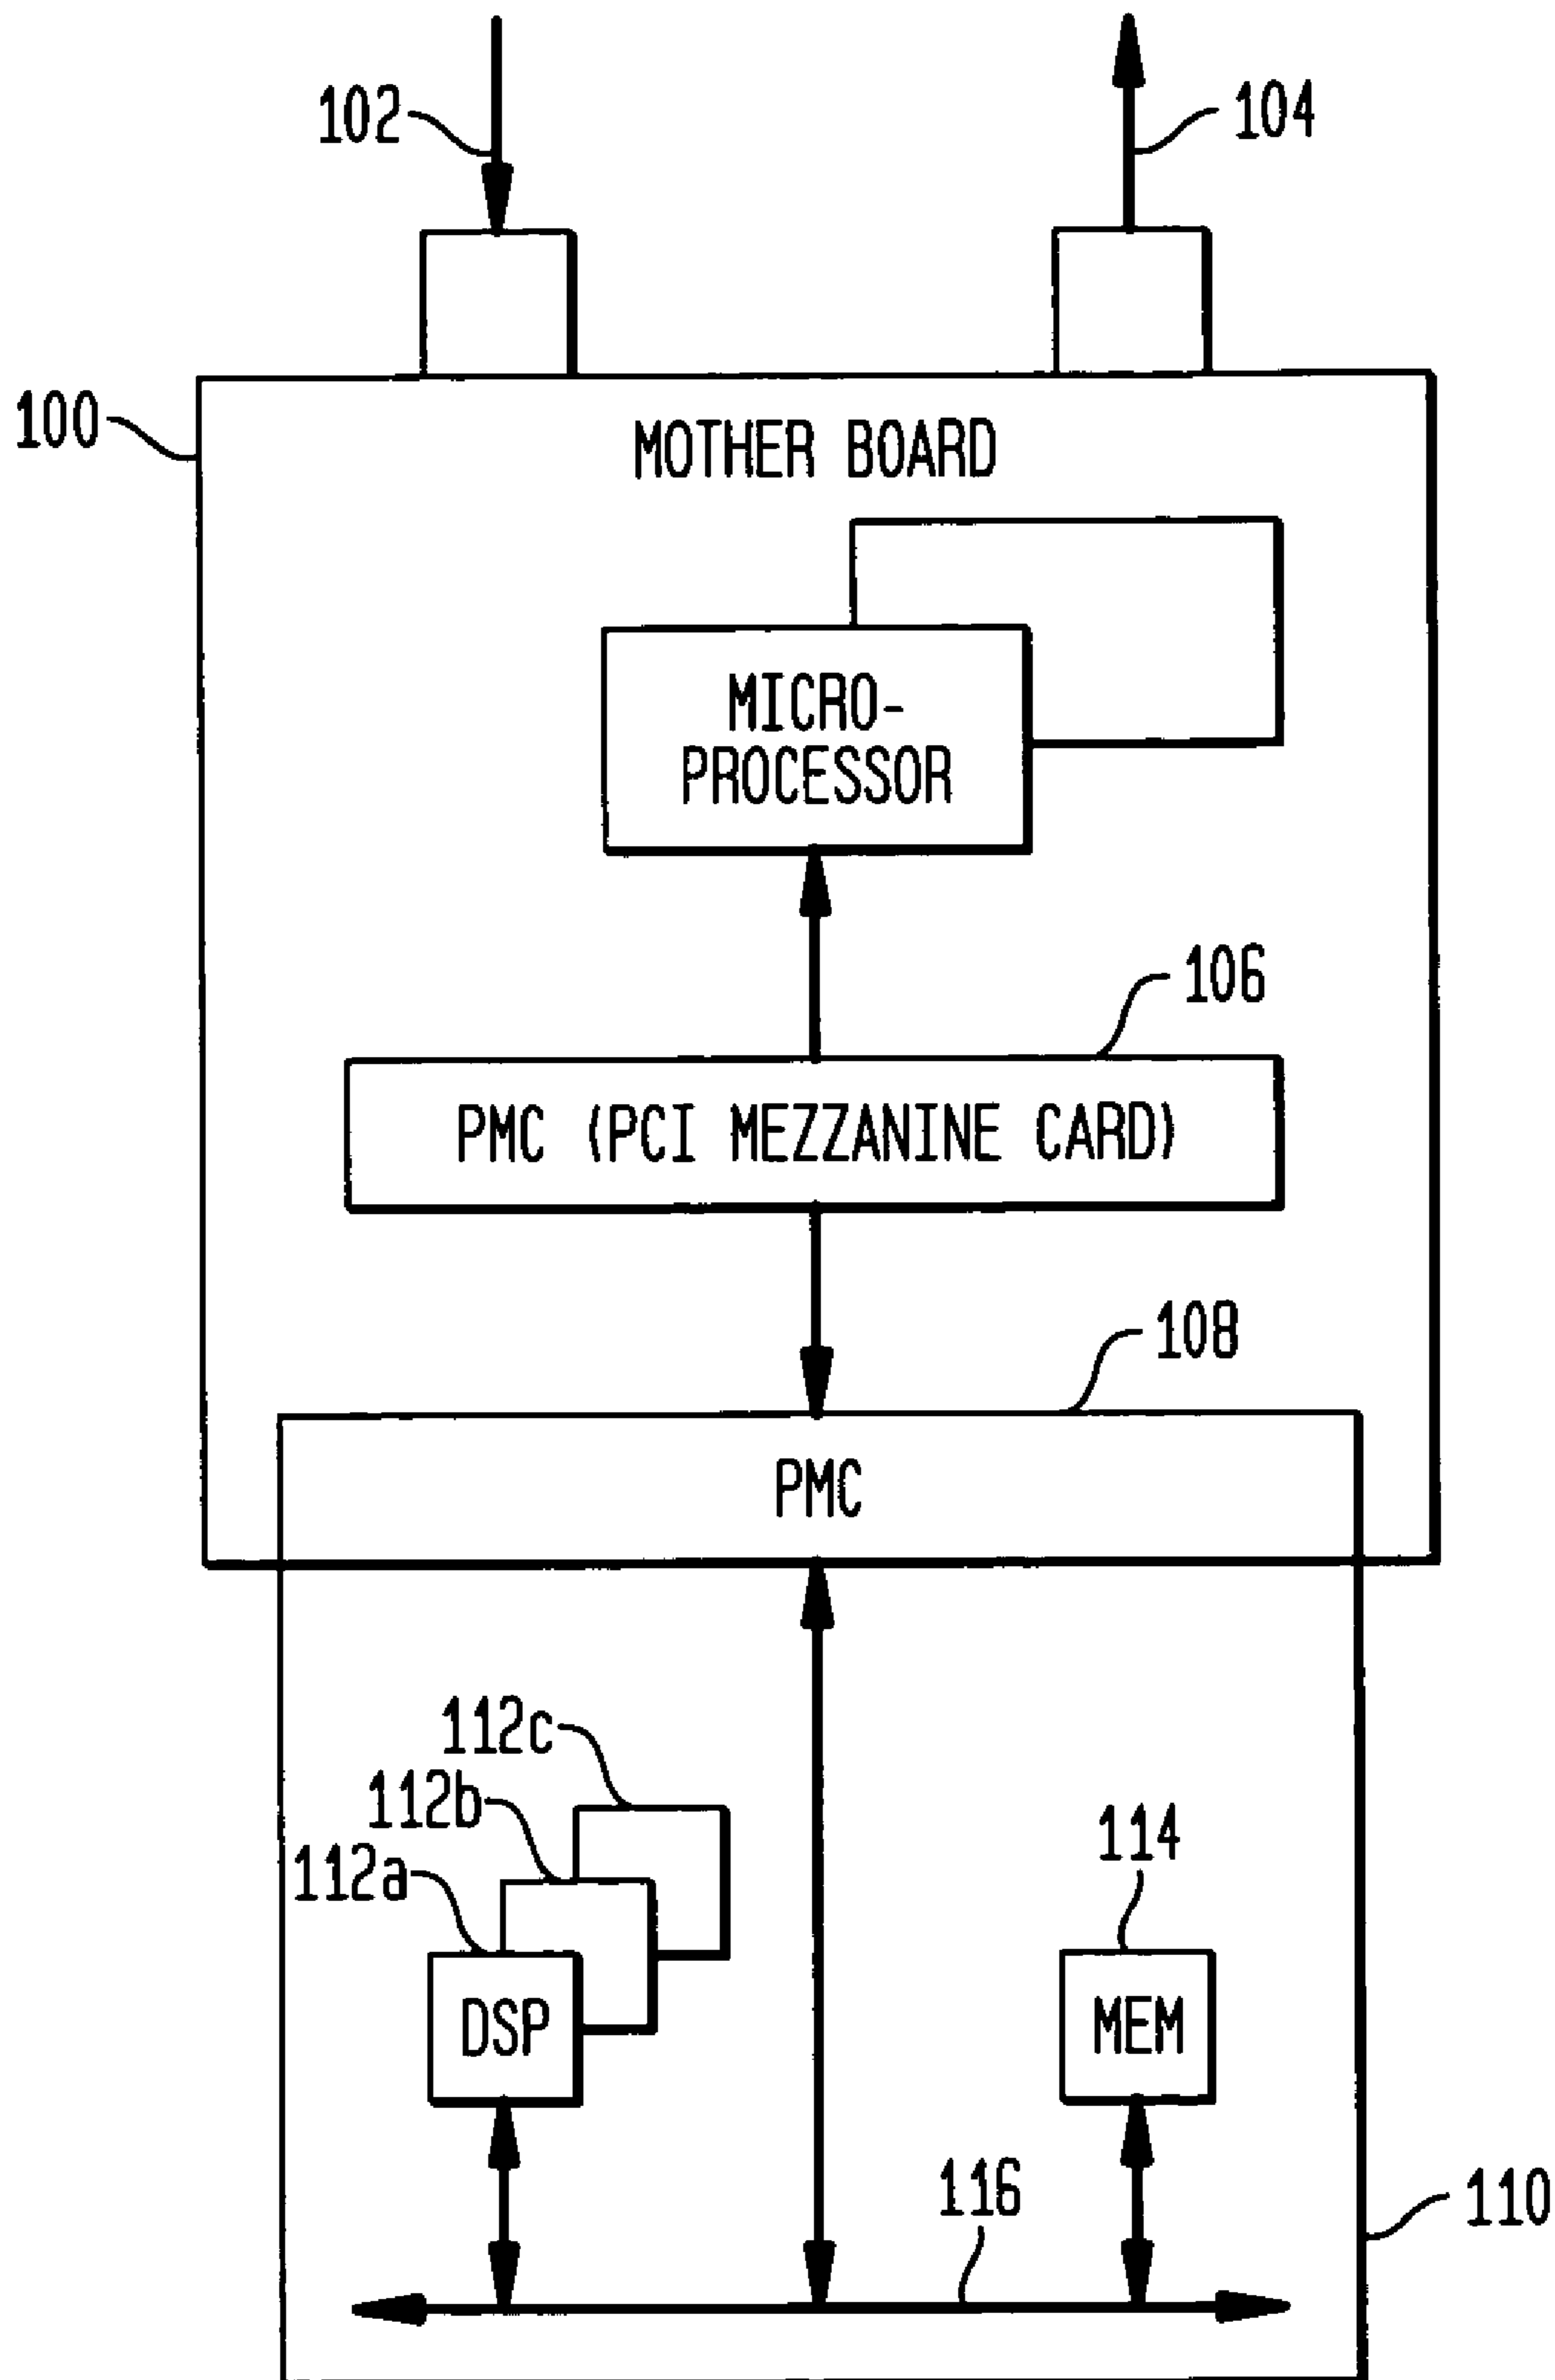 102
104
100
MOTHER BOARD
MICRO-
PROCESSOR
106
PMC (PCI MEZZANINE CARD)
108
PMC
112c
112b
112a
114
DSP
MEM
116
110